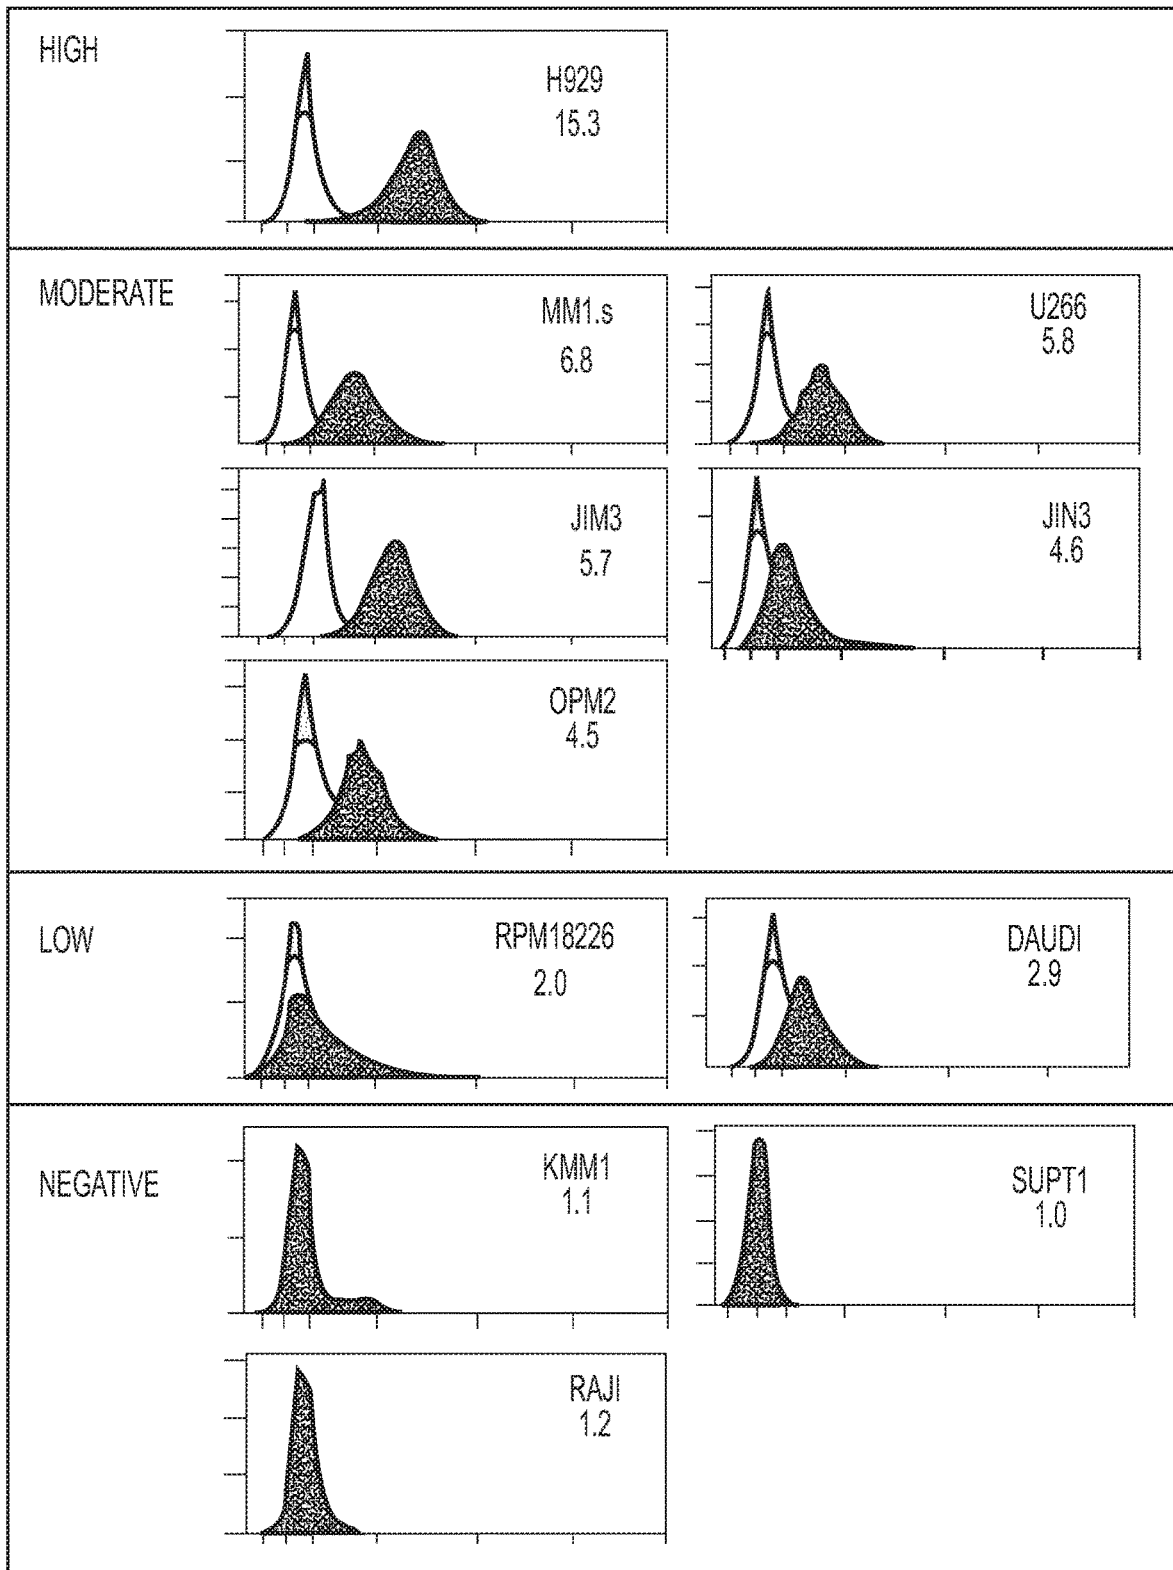 HIGH
H929
15.3
MODERATE
MM1.s
6.8
U266
5.8
JIM3
5.7
JIN3
4.6
OPM2
4.5
LOW
RPM18226
2.0
DAUDI
2.9
NEGATIVE
KMM1
1.1
SUPT1
1.0
RAJI
1.2